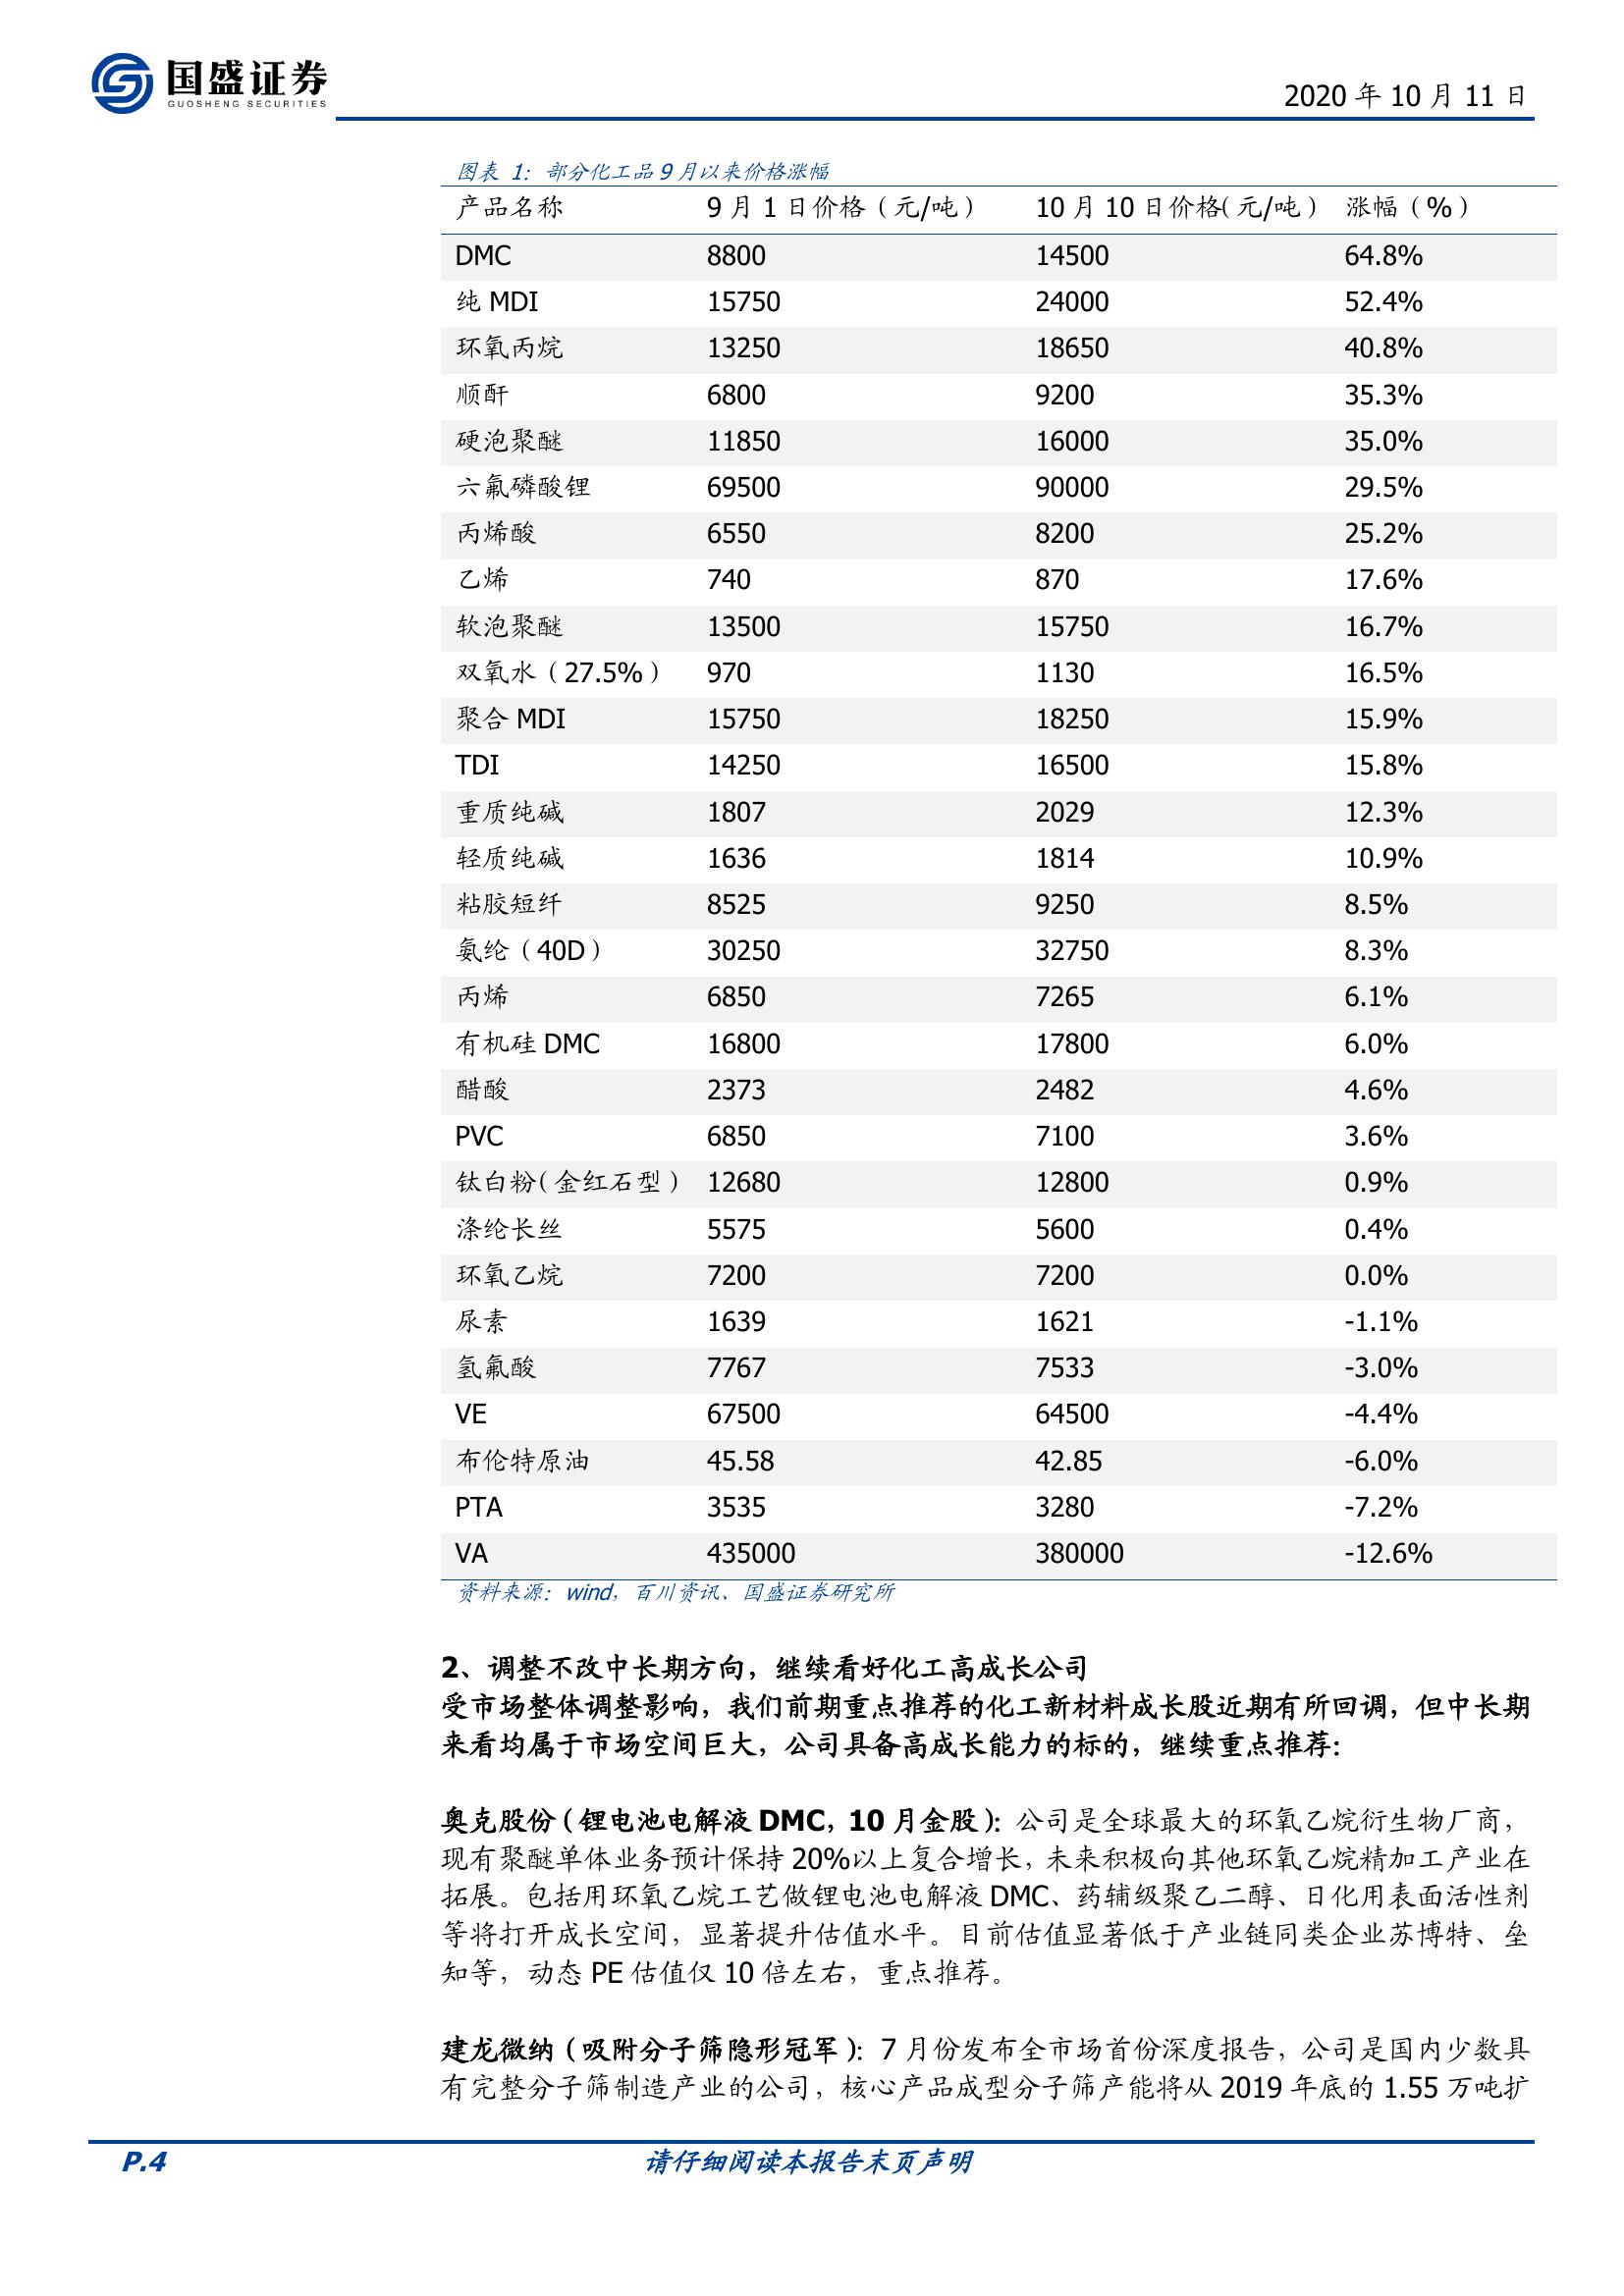 国盛证券
GUOSHENG SECURITIES
2020 年 10 月 11 日
图表 1：部分化工品 9 月以来价格涨幅
产品名称 9 月 1 日价格（元/吨） 10 月 10 日价格（元/吨） 涨幅（%）
DMC 8800 14500 64.8%
纯 MDI 15750 24000 52.4%
环氧丙烷 13250 18650 40.8%
顺酐 6800 9200 35.3%
硬泡聚醚 11850 16000 35.0%
六氟磷酸锂 69500 90000 29.5%
丙烯酸 6550 8200 25.2%
乙烯 740 870 17.6%
软泡聚醚 13500 15750 16.7%
双氧水（27.5%） 970 1130 16.5%
聚合 MDI 15750 18250 15.9%
TDI 14250 16500 15.8%
重质纯碱 1807 2029 12.3%
轻质纯碱 1636 1814 10.9%
粘胶短纤 8525 9250 8.5%
氨纶（40D） 30250 32750 8.3%
丙烯 6850 7265 6.1%
有机硅 DMC 16800 17800 6.0%
醋酸 2373 2482 4.6%
PVC 6850 7100 3.6%
钛白粉（金红石型） 12680 12800 0.9%
涤纶长丝 5575 5600 0.4%
环氧乙烷 7200 7200 0.0%
尿素 1639 1621 -1.1%
氢氟酸 7767 7533 -3.0%
VE 67500 64500 -4.4%
布伦特原油 45.58 42.85 -6.0%
PTA 3535 3280 -7.2%
VA 435000 380000 -12.6%
资料来源：wind，百川资讯、国盛证券研究所
2、调整不改中长期方向，继续看好化工高成长公司
受市场整体调整影响，我们前期重点推荐的化工新材料成长股近期有所回调，但中长期
来看均属于市场空间巨大，公司具备高成长能力的标的，继续重点推荐：
奥克股份（锂电池电解液 DMC，10 月金股）：公司是全球最大的环氧乙烷衍生物厂商，
现有聚醚单体业务预计保持 20%以上复合增长，未来积极向其他环氧乙烷精加工产业在
拓展。包括用环氧乙烷工艺做锂电池电解液 DMC、药辅级聚乙二醇、日化用表面活性剂
等将打开成长空间，显著提升估值水平。目前估值显著低于产业链同类企业苏博特、垒
知等，动态 PE 估值仅 10 倍左右，重点推荐。
建龙微纳（吸附分子筛隐形冠军）：7 月份发布全市场首份深度报告，公司是国内少数具
有完整分子筛制造产业的公司，核心产品成型分子筛产能将从 2019 年底的 1.55 万吨扩
P.4 请仔细阅读本报告末页声明